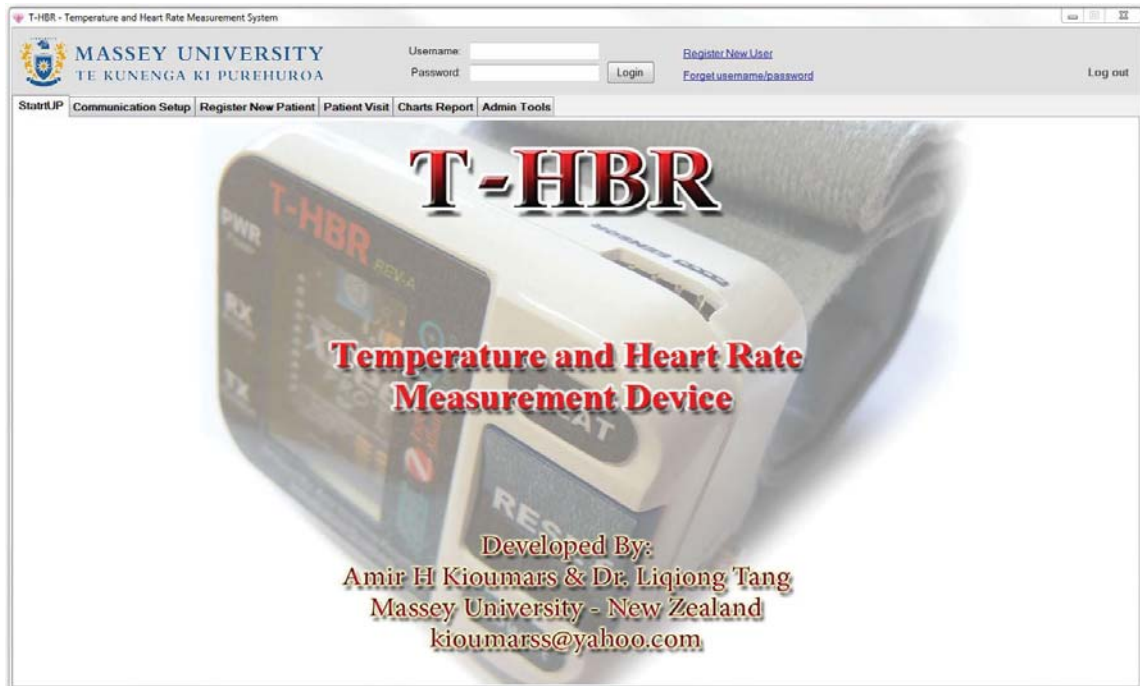 T-HBR - Temperature and Heart Rate Measurement System
MASSEY UNIVERSITY
TE KUNENGA KI PUREHUROA
Username:
Password:
Login
Register New User
Forget username/password
Log out
StatrtUP Communication Setup Register New Patient Patient Visit Charts Report Admin Tools
T-HBR
T-HBR
REV-A
PWR
RX
TX
SENSOR
Temperature and Heart Rate
Measurement Device
Developed By:
Amir H Kioumars & Dr. Liqiong Tang
Massey University - New Zealand
kioumarss@yahoo.com